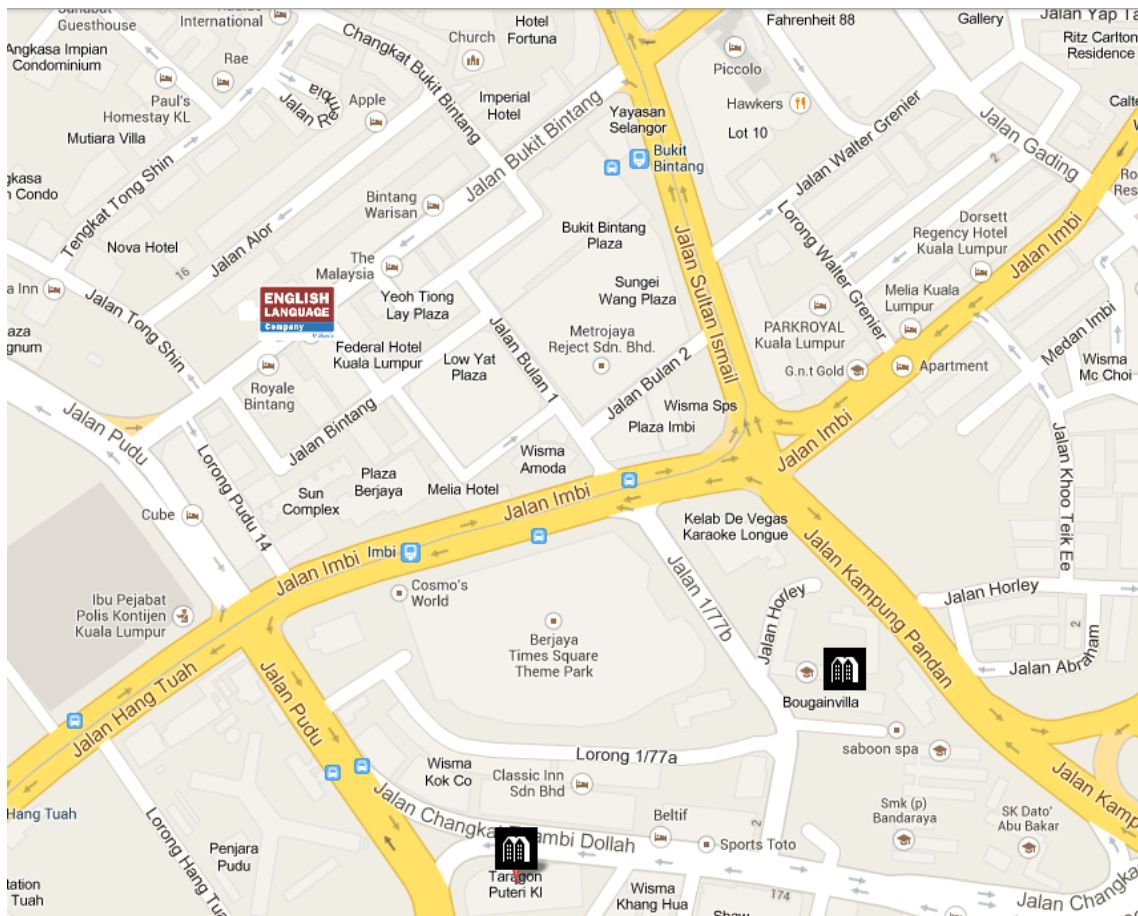 Guesthouse
International
Angkasa Impian
Condominium
Rae
Paul's
Homestay KL
Mutiara Villa
Apple
Changkat Bukit Bintang
Church
Hotel
Fortuna
Imperial
Hotel
Jalan Bukit Bintang
Yayasan
Selangor
Bukit
Bintang
Piccolo
Fahrenheit 88
Hawkers
Lot 10
Gallery
Jalan Yap
Ritz Carlton
Residence
Jalan Walter Grenier
Jalan Gading
2
Tengkat Tong Shin
n Condo
Nova Hotel
16
Jalan Alor
Bintang
Warisan
The
Malaysia
Bukit Bintang
Plaza
Sungei
Wang Plaza
Jalan Sultan Ismail
Lorong Walter Grenier
Dorsett
Regency Hotel
Kuala Lumpur
Jalan Imbi
Melia Kuala
Lumpur
a Inn
Jalan Tong Shin
ENGLISH
LANGUAGE
Company
Malaysia
Yeoh Tiong
Lay Plaza
Federal Hotel
Kuala Lumpur
Low Yat
Plaza
Jalan Bulan 1
Metrojaya
Reject Sdn. Bhd.
Jalan Bulan 2
PARKROYAL
Kuala Lumpur
G.n.t Gold
Apartment
Medan Imbi
Wisma
Mc Choi
Royale
Bintang
Jalan Bintang
Wisma Sps
Plaza Imbi
Jalan Pudu
Lorong Pudu 14
Wisma
Amoda
Jalan Imbi
Jalan Khoo Teik Ee
Plaza
Berjaya
Melia Hotel
Sun
Complex
Jalan Imbi
Cube
Kelab De Vegas
Karaoke Longue
Jalan Kampung Pandan
Imbi
Jalan Imbi
Cosmo's
World
Jalan 1/77b
Jalan Horley
Jalan Horley
Ibu Pejabat
Polis Kontijen
Kuala Lumpur
Berjaya
Times Square
Theme Park
2
Jalan Abraham
Jalan Hang Tuah
Jalan Pudu
Bougainvilla
saboon spa
Lorong 1/77a
Wisma
Kok Co
Classic Inn
Sdn Bhd
Jalan Kamp
Hang Tuah
Lorong Hang Tua
Penjara
Pudu
Jalan Changkat
Dollah
Beltif
Sports Toto
2
Smk (p)
Bandaraya
SK Dato'
Abu Bakar
Taragon
Puteri Kl
Wisma
Khang Hua
174
Jalan Changka
tation
Tuah